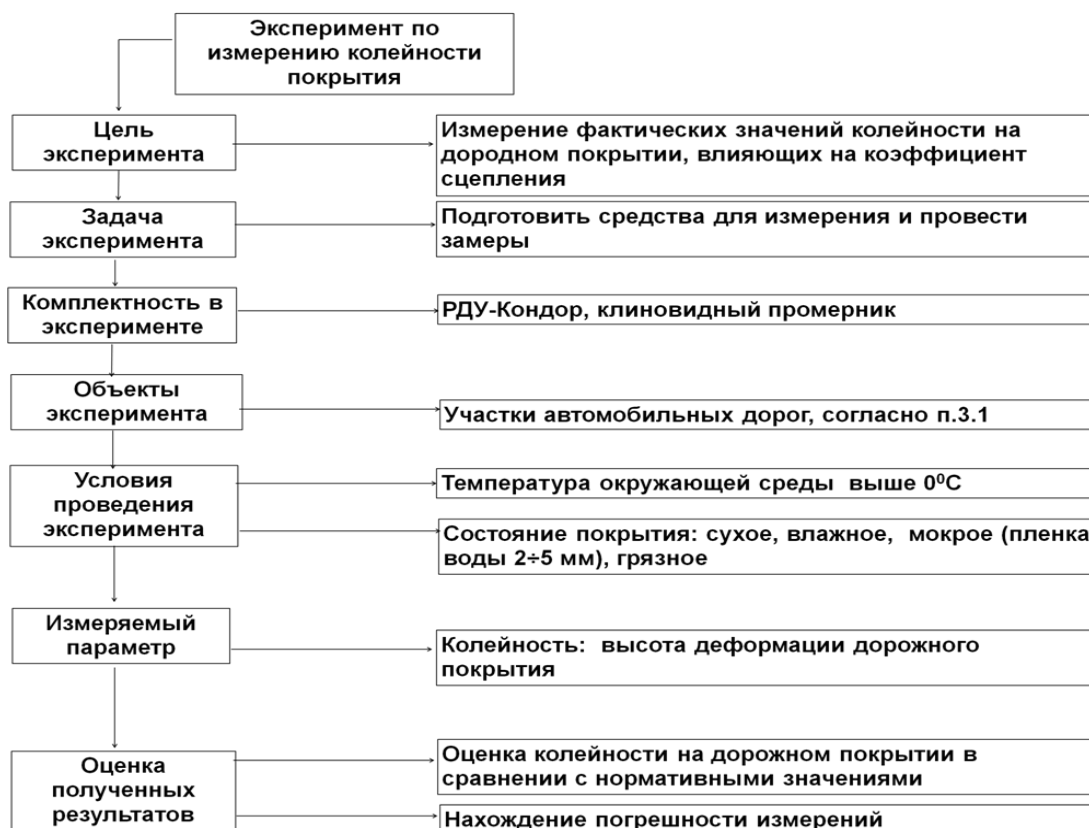 Эксперимент по
измерению колейности
покрытия
Цель
эксперимента
Измерение фактических значений колейности на
дородном покрытии, влияющих на коэффициент
сцепления
Задача
эксперимента
Подготовить средства для измерения и провести
замеры
Комплектность в
эксперименте
РДУ-Кондор, клиновидный промерник
Объекты
эксперимента
Участки автомобильных дорог, согласно п.3.1
Условия
проведения
эксперимента
Температура окружающей среды выше 0⁰С
Состояние покрытия: сухое, влажное, мокрое (пленка
воды 2÷5 мм), грязное
Измеряемый
параметр
Колейность: высота деформации дорожного
покрытия
Оценка
полученных
результатов
Оценка колейности на дорожном покрытии в
сравнении с нормативными значениями
Нахождение погрешности измерений